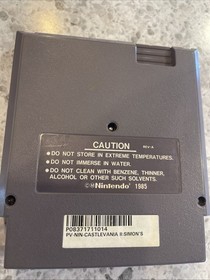 CAUTION REV-A
•DO NOT STORE IN EXTREME TEMPERATURES.
•DO NOT IMMERSE IN WATER.
•DO NOT CLEAN WITH BENZENE, THINNER,
ALCOHOL OR OTHER SUCH SOLVENTS.
©®Nintendo® 1985
P08371711014
PV-NIN-CASTLEVANIA II:SIMON'S